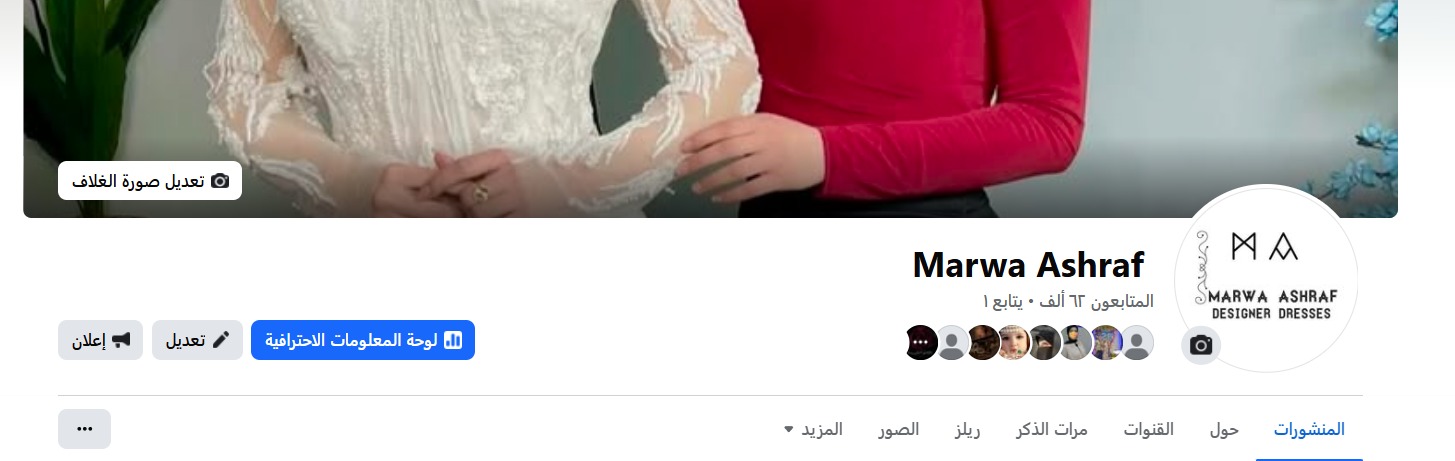 تعديل صورة الغلاف
Marwa Ashraf
المتابعون ٦٢ ألف • يتابع ١
M A
MARWA ASHRAF
DESIGNER DRESSES
لوحة المعلومات الاحترافية
تعديل
إعلان
المنشورات
حول
القنوات
مرات الذكر
ريلز
الصور
المزيد